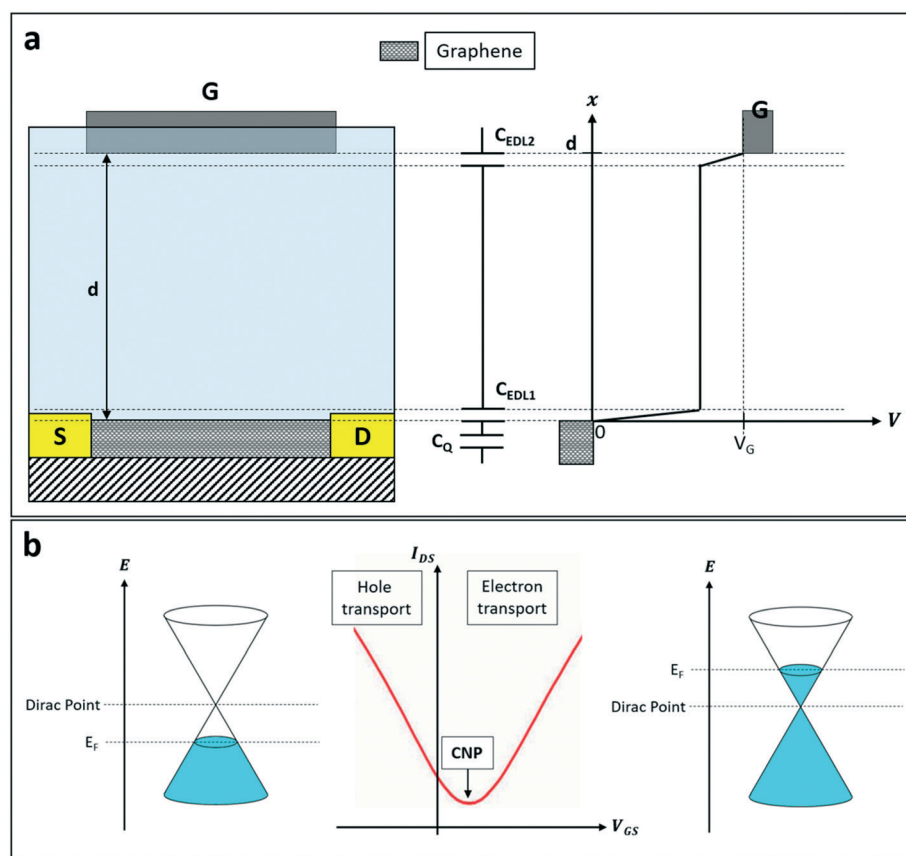 a
Graphene
G
d
S
D
C_EDL2
C_EDL1
C_Q
x
d
G
0
V_G
V
b
E
Dirac Point
E_F
I_DS
Hole
transport
Electron
transport
CNP
V_GS
E
E_F
Dirac Point